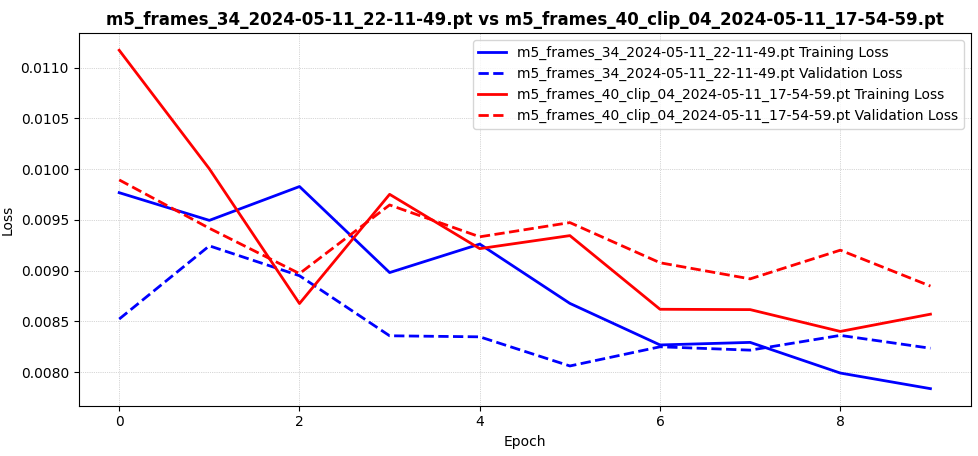 m5_frames_34_2024-05-11_22-11-49.pt vs m5_frames_40_clip_04_2024-05-11_17-54-59.pt
m5_frames_34_2024-05-11_22-11-49.pt Training Loss
m5_frames_34_2024-05-11_22-11-49.pt Validation Loss
m5_frames_40_clip_04_2024-05-11_17-54-59.pt Training Loss
m5_frames_40_clip_04_2024-05-11_17-54-59.pt Validation Loss
Loss
0.0110
0.0105
0.0100
0.0095
0.0090
0.0085
0.0080
0 2 4 6 8
Epoch